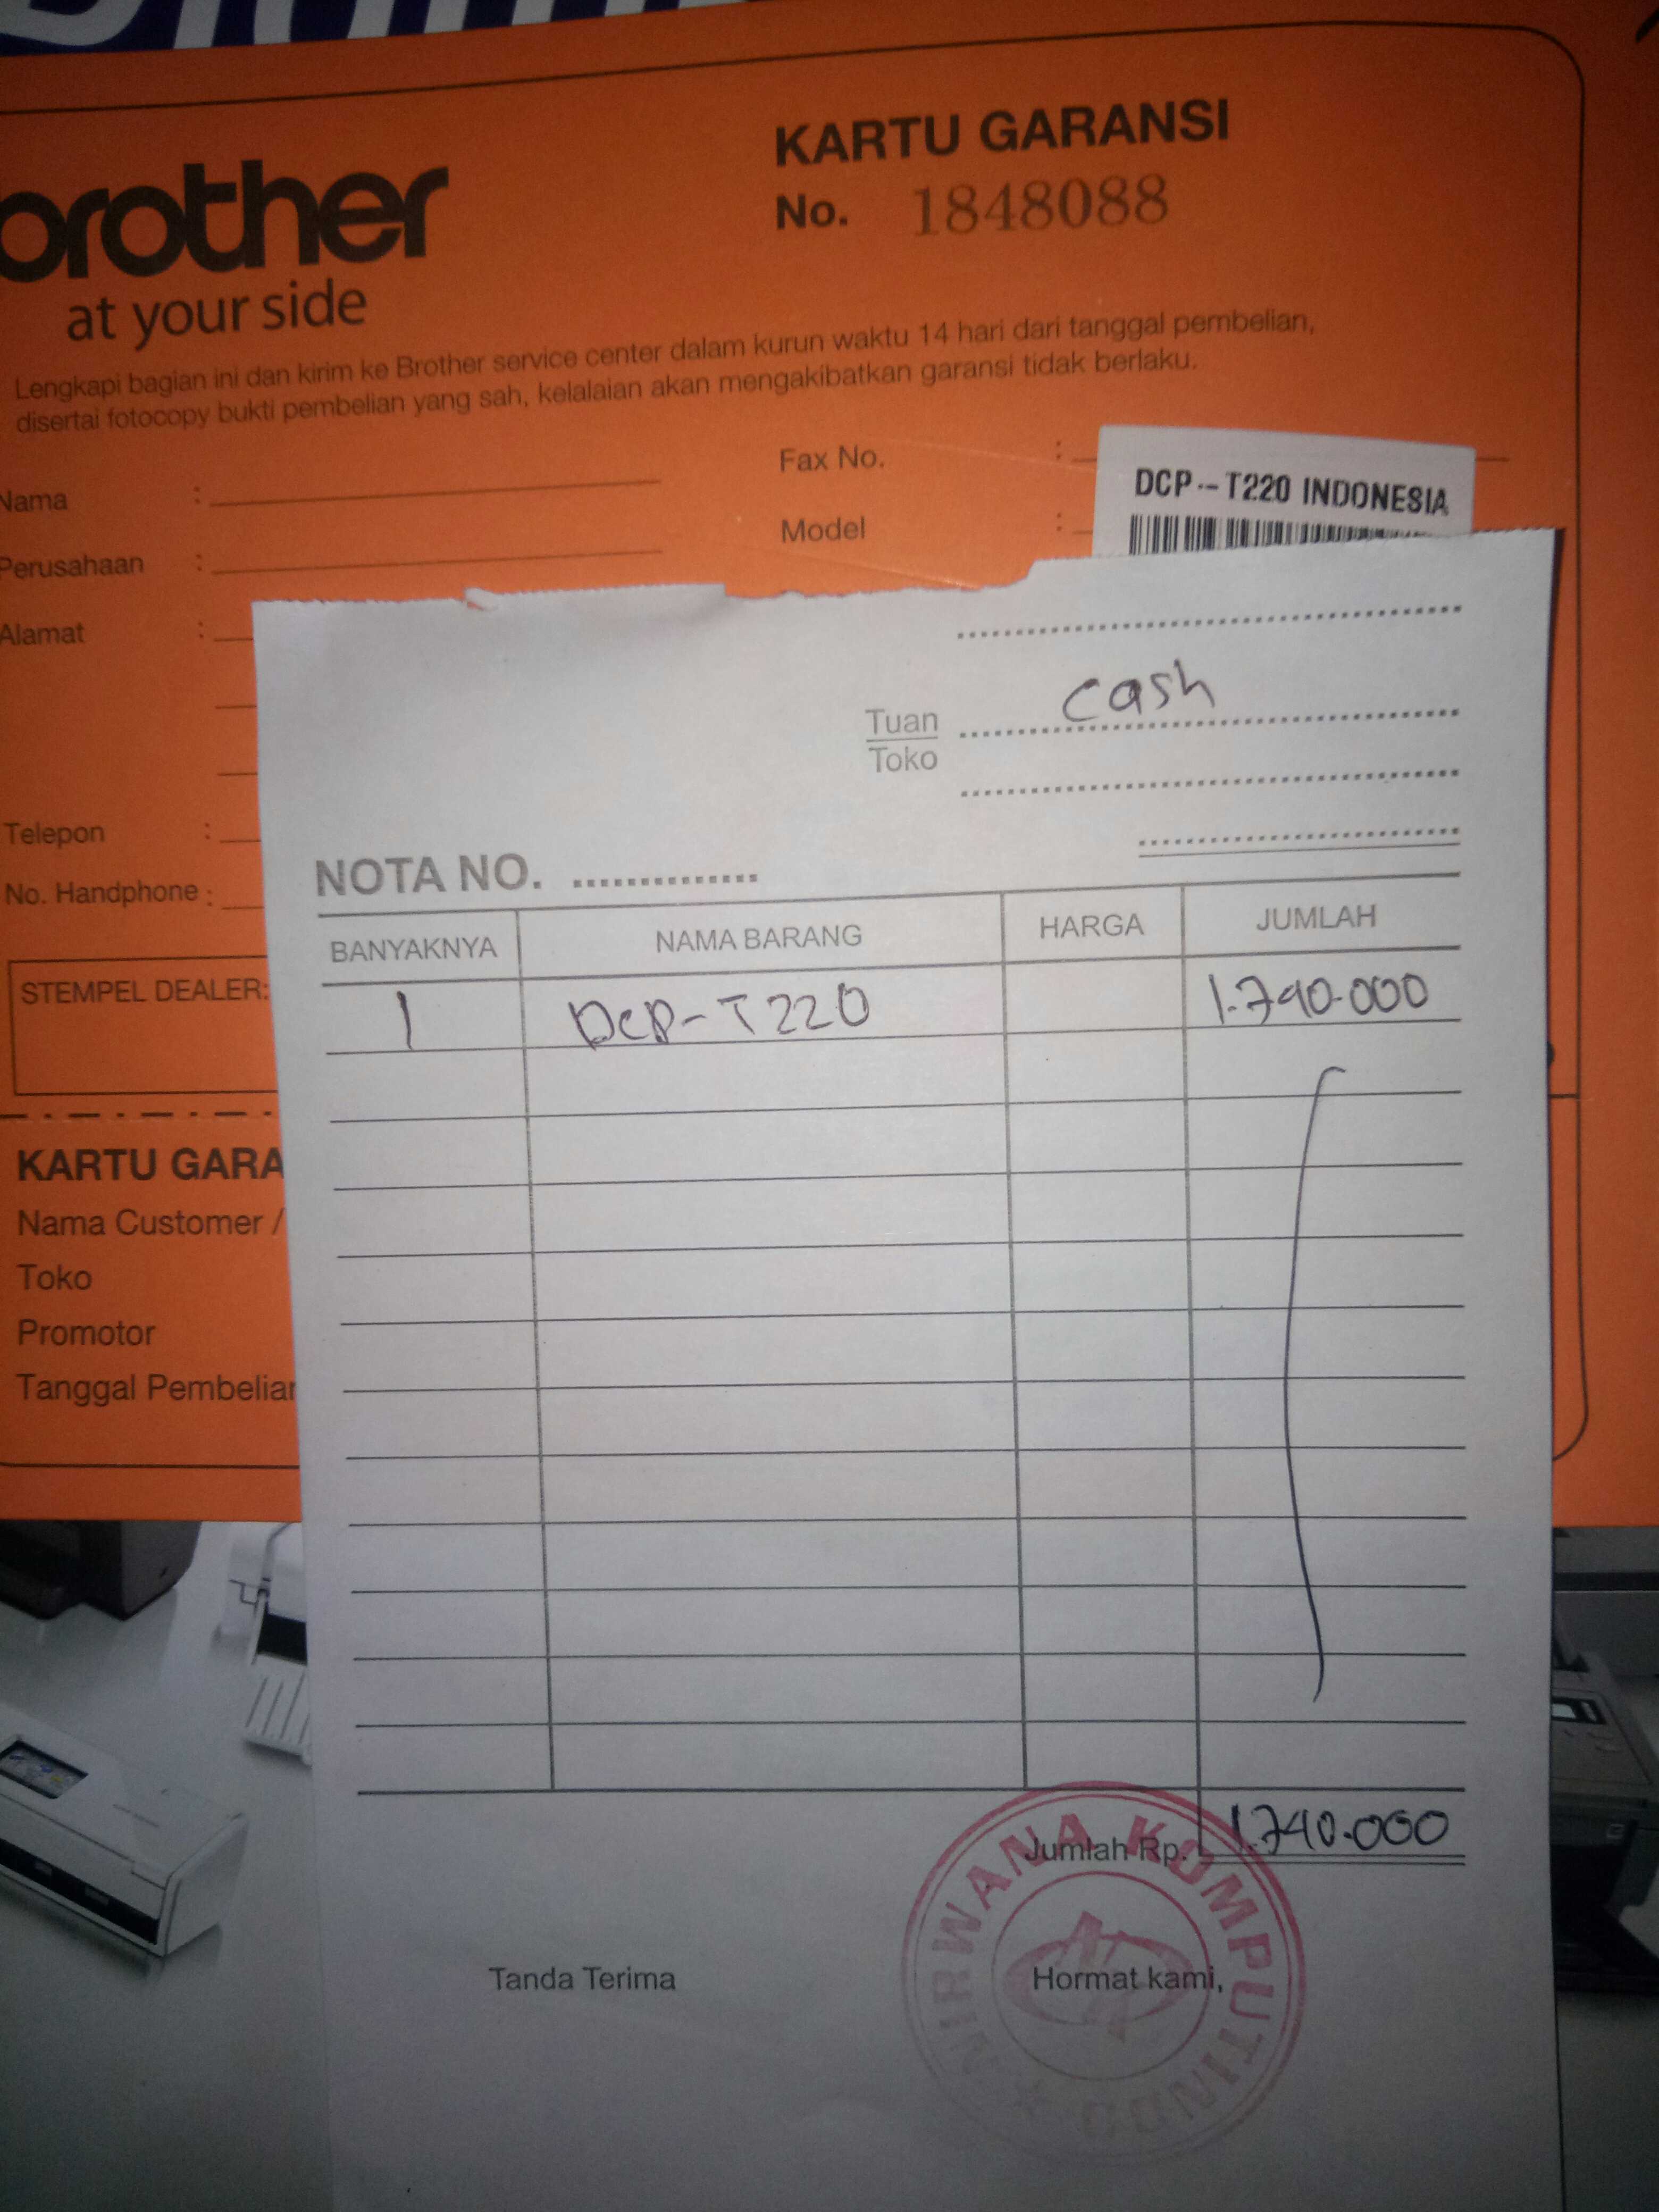 brother
at your side
KARTU GARANSI
No. 1848088
Lengkapi bagian ini dan kirim ke Brother service center dalam kurun waktu 14 hari dari tanggal pembelian,
disertai fotocopy bukti pembelian yang sah, kelalaian akan mengakibatkan garansi tidak berlaku.
Nama :
Fax No. :
Perusahaan :
Model :
DCP--T220 INDONESIA
Alamat :
Telepon :
No. Handphone :
STEMPEL DEALER:
KARTU GARA
Nama Customer /
Toko
Promotor
Tanggal Pembelian
Tuan cash
Toko
NOTA NO. ..............
BANYAKNYA NAMA BARANG HARGA JUMLAH
1 DCP-T220 1.740.000
Jumlah Rp. 1.740.000
Tanda Terima Hormat kami,
NIRWANA KOMPUTINDO